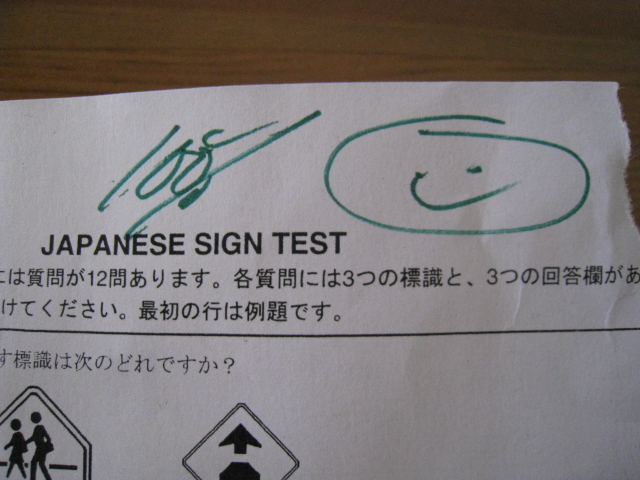 100%
JAPANESE SIGN TEST
には質問が12問あります。各質問には3つの標識と、3つの回答欄があ
けてください。最初の行は例題です。
す標識は次のどれですか?